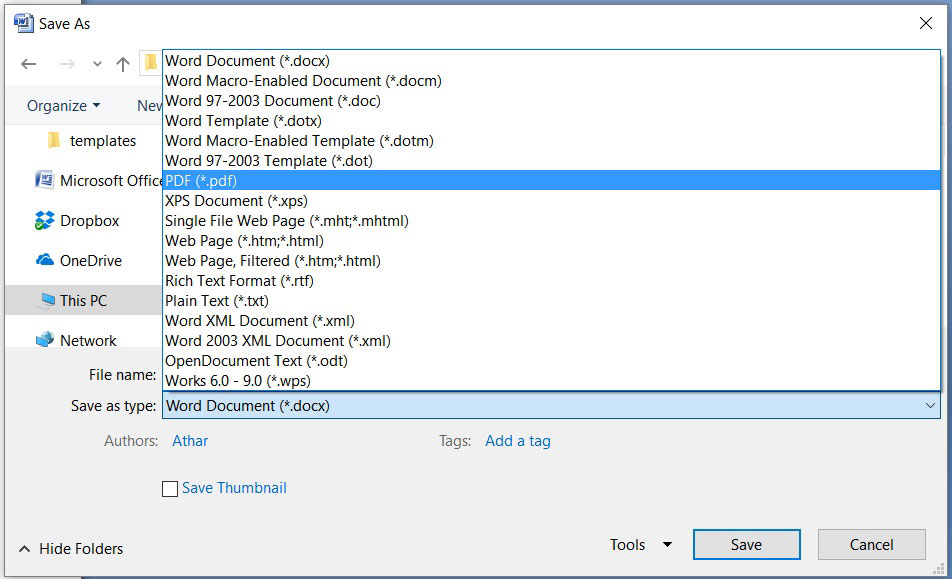 Save As
Organize
New
templates
Microsoft Office
Dropbox
OneDrive
This PC
Network
Word Document (*.docx)
Word Macro-Enabled Document (*.docm)
Word 97-2003 Document (*.doc)
Word Template (*.dotx)
Word Macro-Enabled Template (*.dotm)
Word 97-2003 Template (*.dot)
PDF (*.pdf)
XPS Document (*.xps)
Single File Web Page (*.mht;*.mhtml)
Web Page (*.htm;*.html)
Web Page, Filtered (*.htm;*.html)
Rich Text Format (*.rtf)
Plain Text (*.txt)
Word XML Document (*.xml)
Word 2003 XML Document (*.xml)
OpenDocument Text (*.odt)
Works 6.0 - 9.0 (*.wps)
File name:
Save as type: Word Document (*.docx)
Authors: Athar Tags: Add a tag
Save Thumbnail
Hide Folders Tools Save Cancel